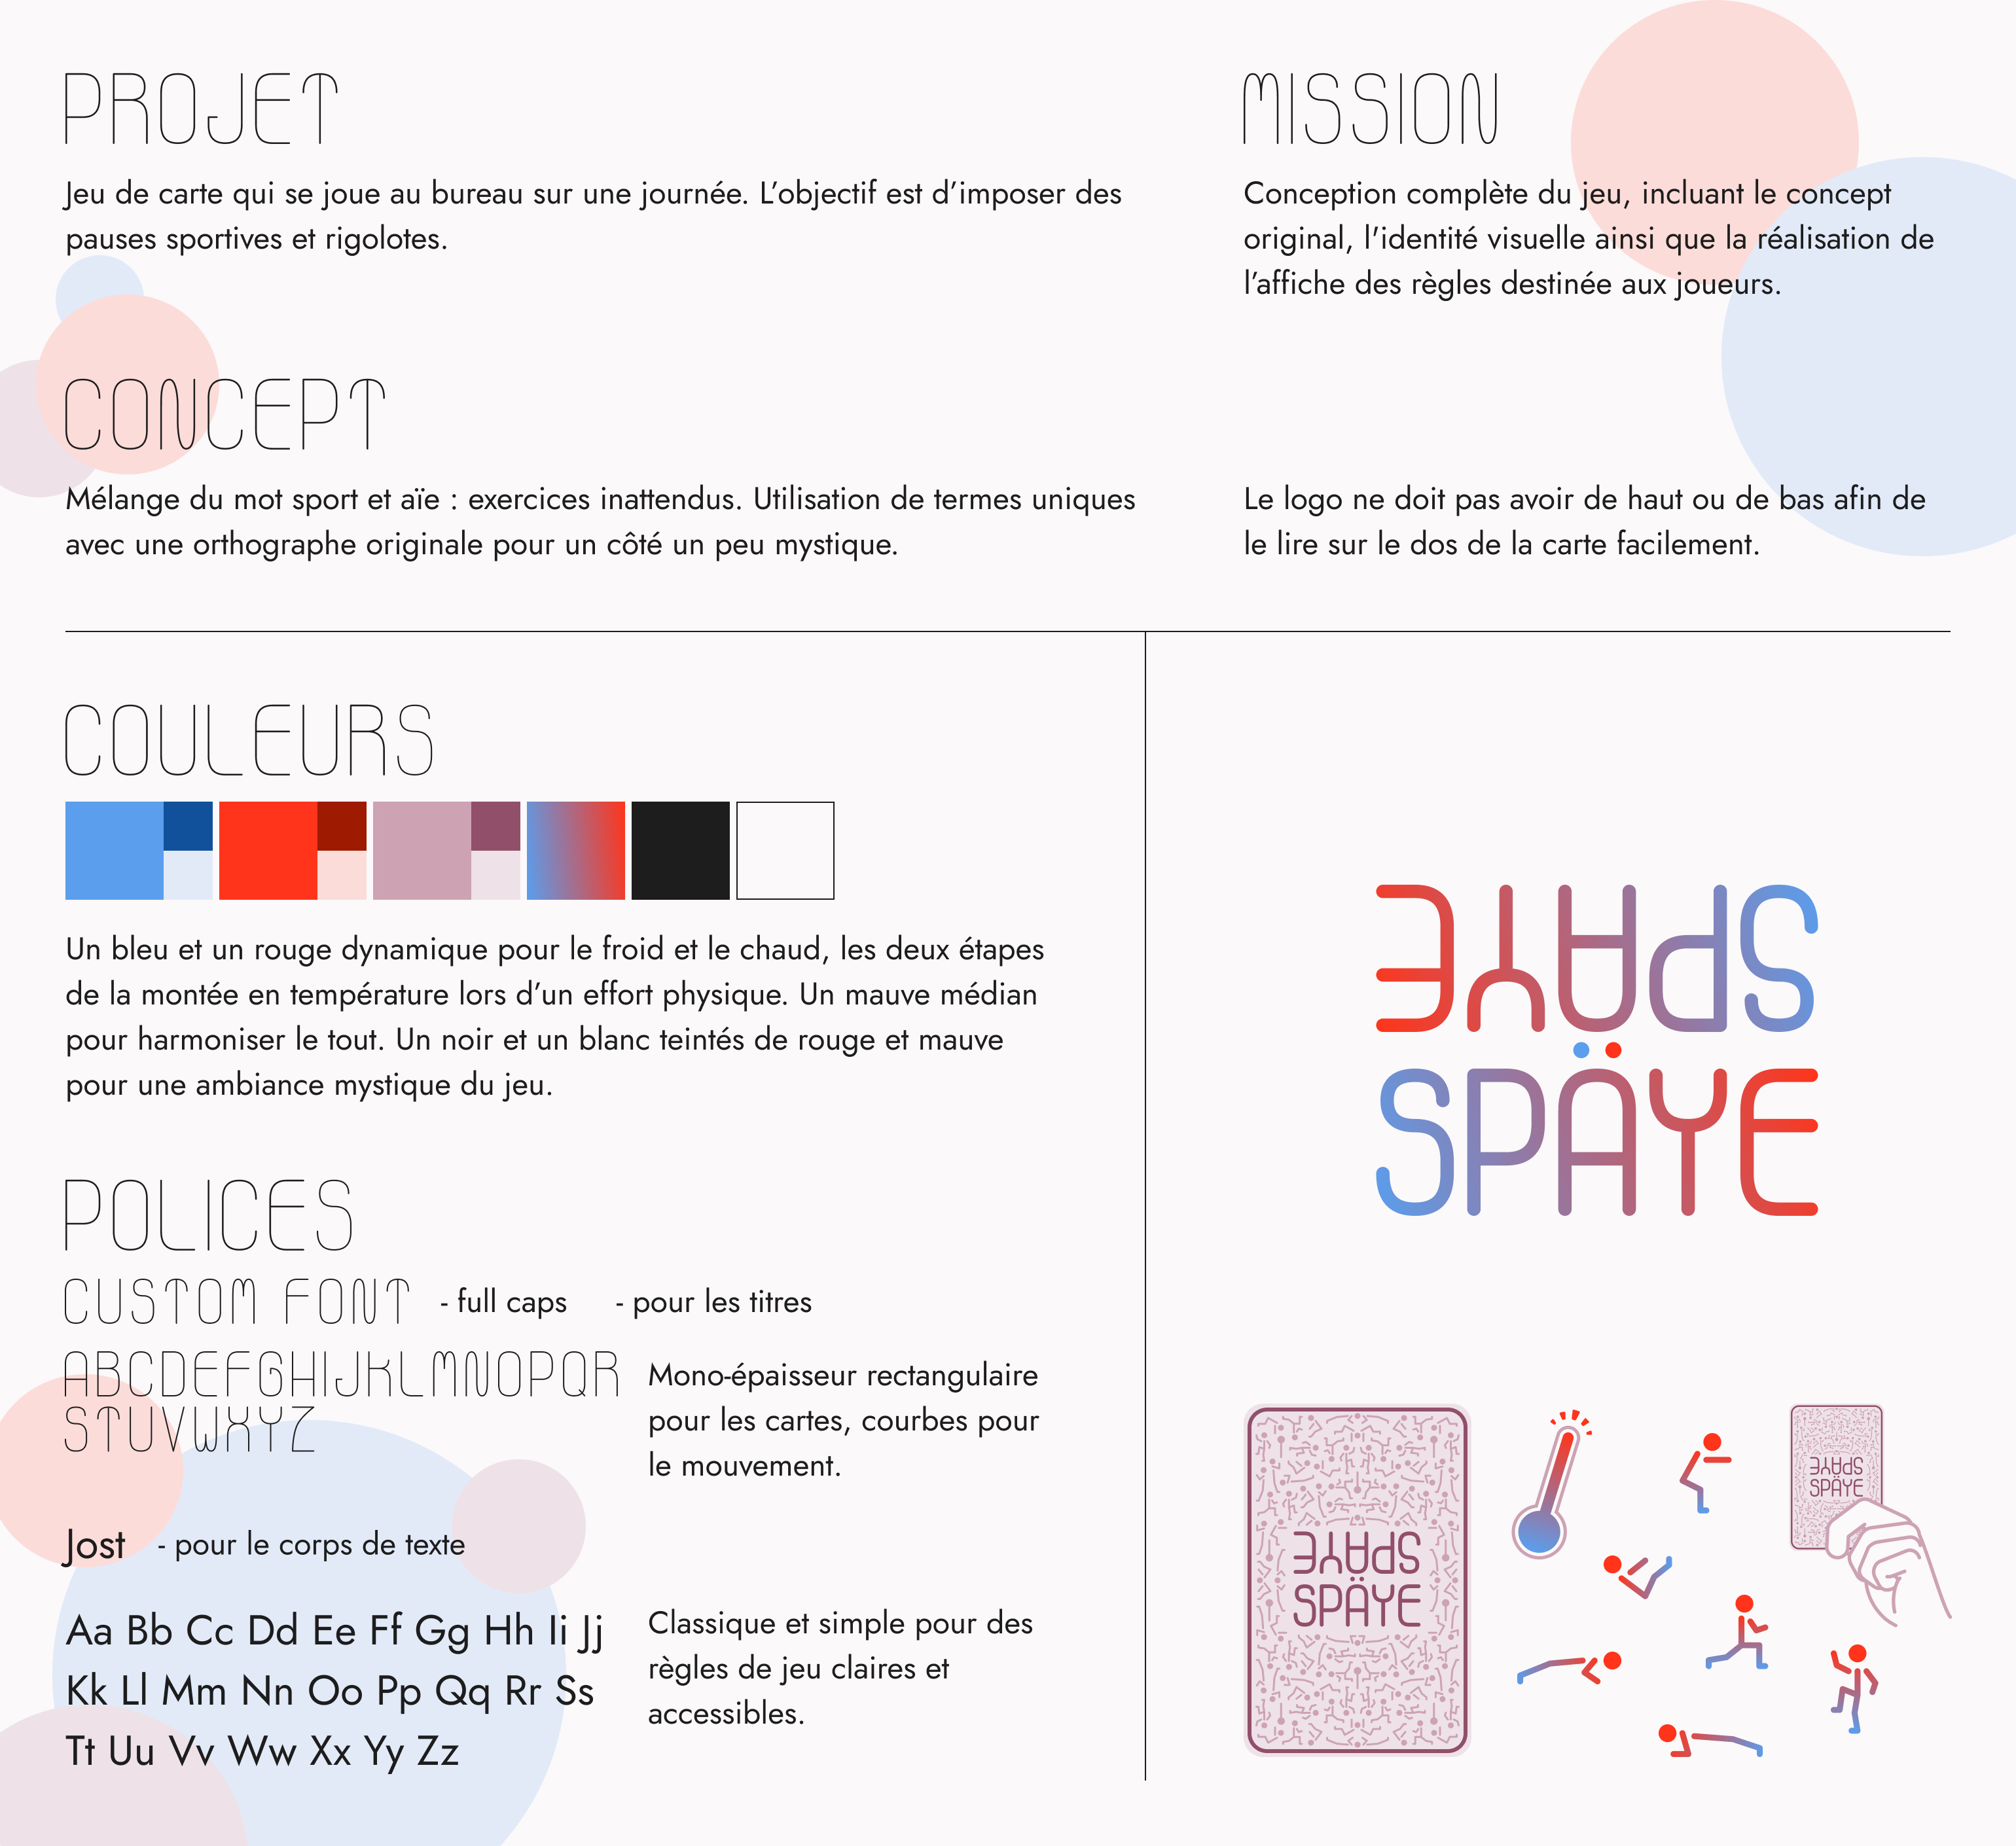 PROJET
Jeu de carte qui se joue au bureau sur une journée. L’objectif est d’imposer des
pauses sportives et rigolotes.
MISSION
Conception complète du jeu, incluant le concept
original, l'identité visuelle ainsi que la réalisation de
l’affiche des règles destinée aux joueurs.
CONCEPT
Mélange du mot sport et aïe : exercices inattendus. Utilisation de termes uniques
avec une orthographe originale pour un côté un peu mystique.
Le logo ne doit pas avoir de haut ou de bas afin de
le lire sur le dos de la carte facilement.
COULEURS
Un bleu et un rouge dynamique pour le froid et le chaud, les deux étapes
de la montée en température lors d’un effort physique. Un mauve médian
pour harmoniser le tout. Un noir et un blanc teintés de rouge et mauve
pour une ambiance mystique du jeu.
POLICES
CUSTOM FONT - full caps - pour les titres
ABCDEFGHIJKLMNOPQR
STUVWXYZ
Mono-épaisseur rectangulaire
pour les cartes, courbes pour
le mouvement.
Jost - pour le corps de texte
Aa Bb Cc Dd Ee Ff Gg Hh Ii Jj
Kk Ll Mm Nn Oo Pp Qq Rr Ss
Tt Uu Vv Ww Xx Yy Zz
Classique et simple pour des
règles de jeu claires et
accessibles.
SPÄYE
SPÄYE
SPÄYE
SPÄYE
SPÄYE
SPÄYE